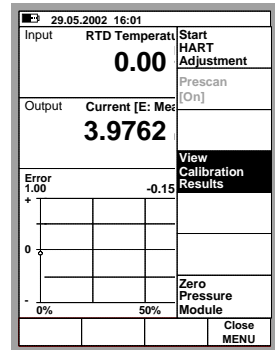 29.05.2002 16:01
Input RTD Temperatu
0.00
Output Current [E: Mea
3.9762
Error
1.00 -0.15
+
0
-
0% 50%
Start
HART
Adjustment
Prescan
[On]
View
Calibration
Results
Zero
Pressure
Module
Close
MENU